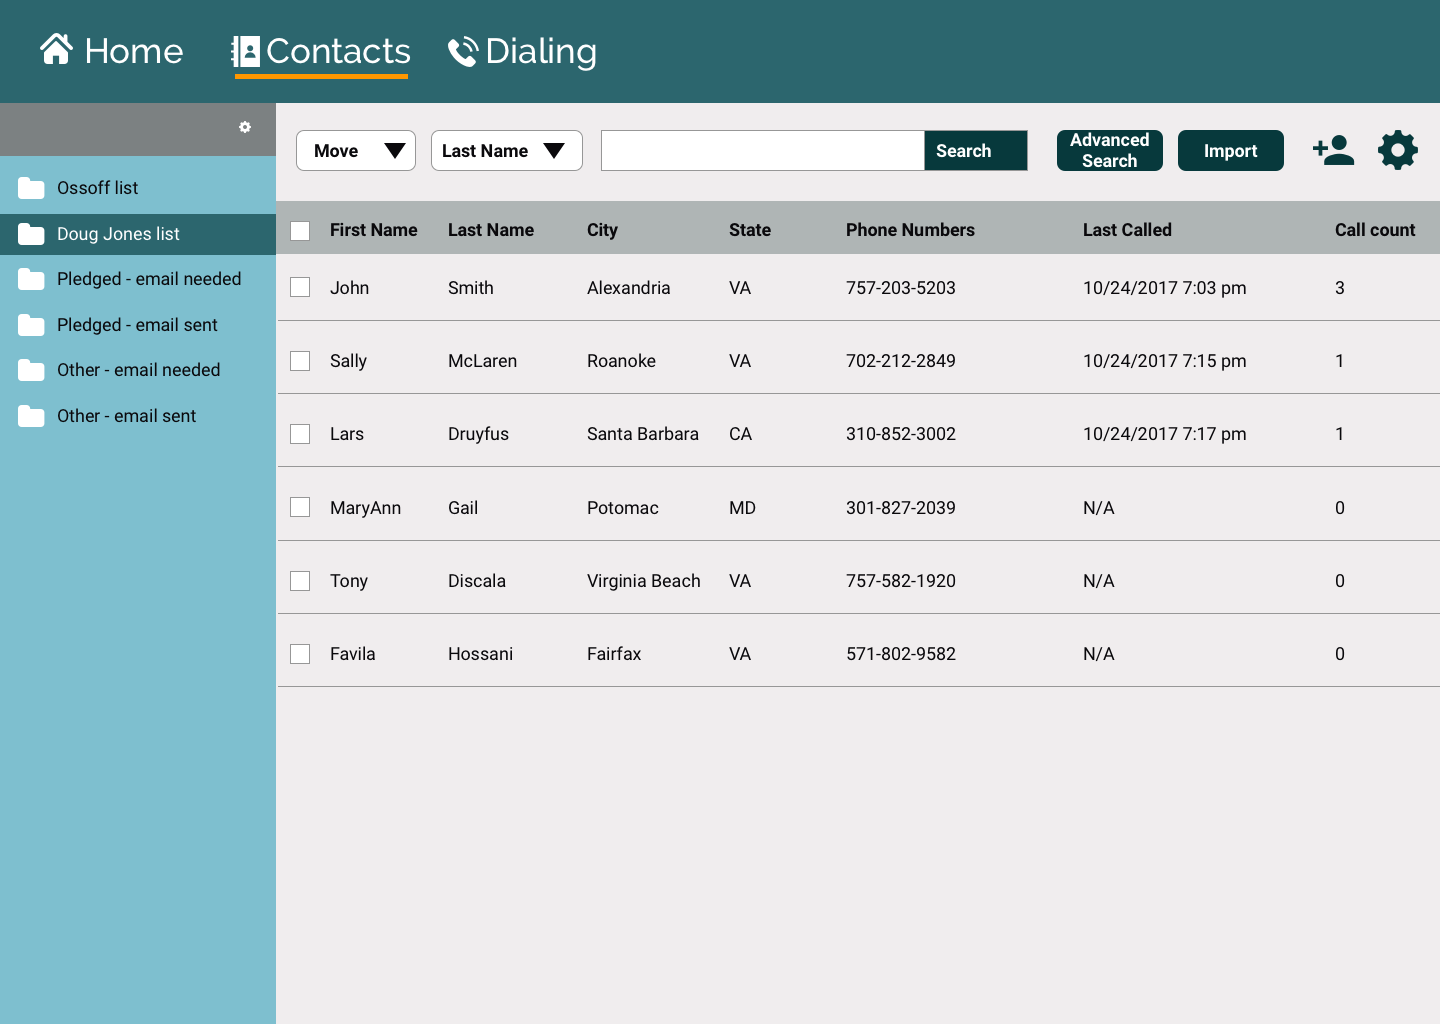 Home Contacts Dialing
Move Last Name Search Advanced Search Import
Ossoff list
Doug Jones list
Pledged - email needed
Pledged - email sent
Other - email needed
Other - email sent
First Name Last Name City State Phone Numbers Last Called Call count
John Smith Alexandria VA 757-203-5203 10/24/2017 7:03 pm 3
Sally McLaren Roanoke VA 702-212-2849 10/24/2017 7:15 pm 1
Lars Druyfus Santa Barbara CA 310-852-3002 10/24/2017 7:17 pm 1
MaryAnn Gail Potomac MD 301-827-2039 N/A 0
Tony Discala Virginia Beach VA 757-582-1920 N/A 0
Favila Hossani Fairfax VA 571-802-9582 N/A 0